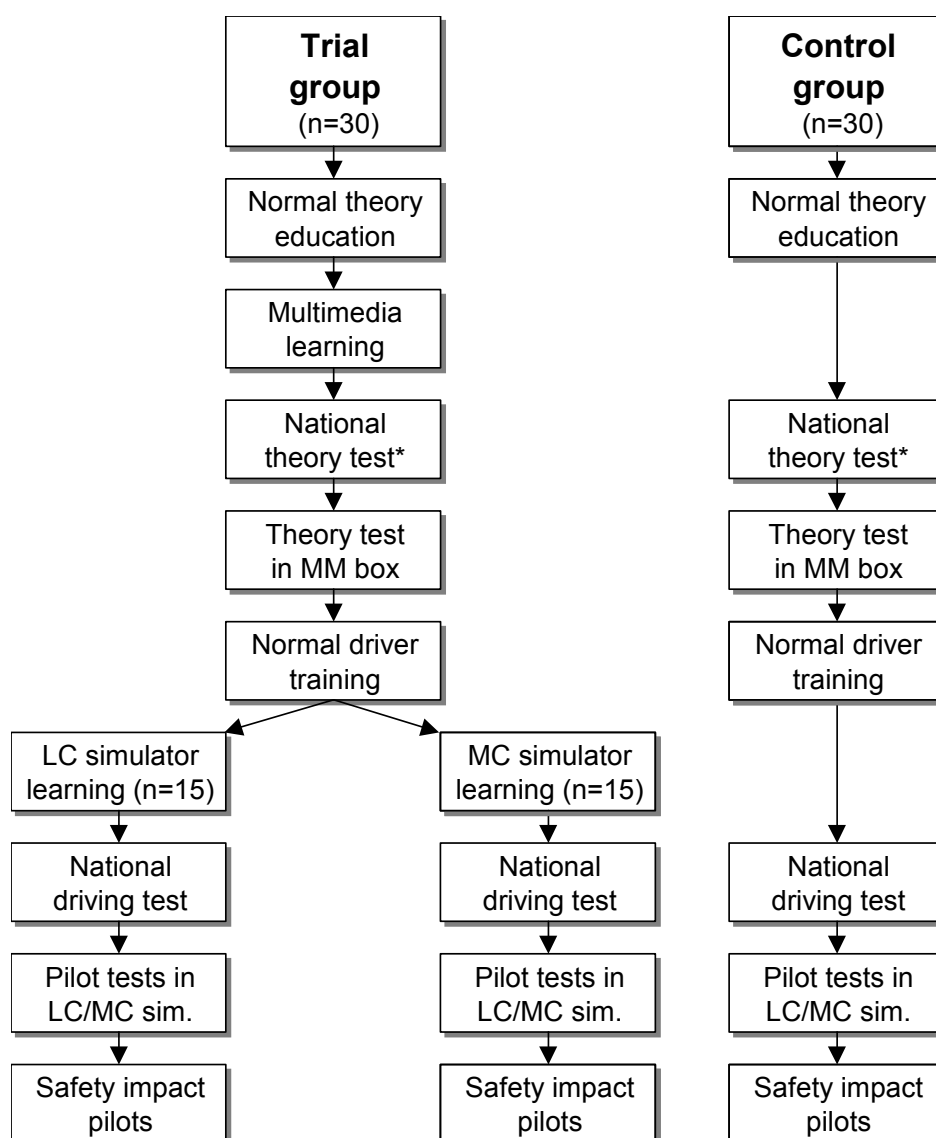 Trial
group
(n=30)
Control
group
(n=30)
Normal theory
education
Normal theory
education
Multimedia
learning
National
theory test*
National
theory test*
Theory test
in MM box
Theory test
in MM box
Normal driver
training
Normal driver
training
LC simulator
learning (n=15)
MC simulator
learning (n=15)
National
driving test
National
driving test
National
driving test
Pilot tests in
LC/MC sim.
Pilot tests in
LC/MC sim.
Pilot tests in
LC/MC sim.
Safety impact
pilots
Safety impact
pilots
Safety impact
pilots